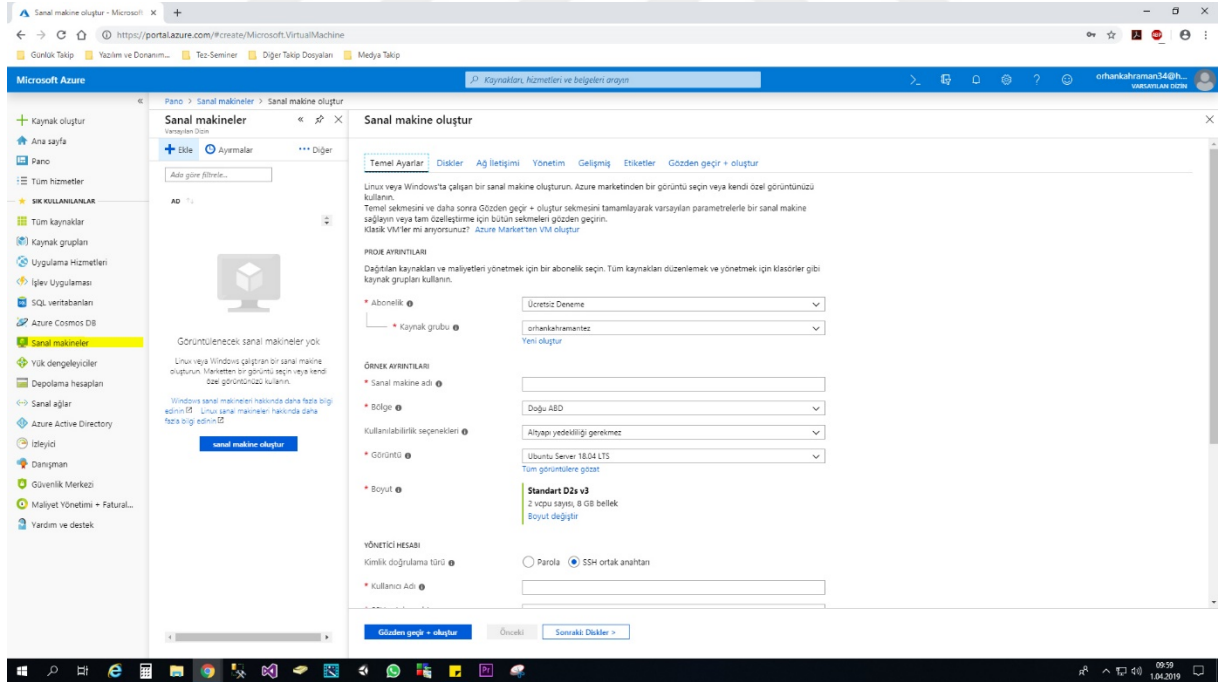 Sanal makine oluştur - Microsoft
https://portal.azure.com/#create/Microsoft.VirtualMachine
Günlük Takip
Yazılım ve Donanım...
Tez-Seminer
Diğer Takip Dosyaları
Medya Takip
Microsoft Azure
Kaynakları, hizmetleri ve belgeleri arayın
orhankahraman34@h...
VARSAYILAN DİZİN
Kaynak oluştur
Ana sayfa
Pano
Tüm hizmetler
SIK KULLANILANLAR
Tüm kaynaklar
Kaynak grupları
Uygulama Hizmetleri
İşlev Uygulaması
SQL veritabanları
Azure Cosmos DB
Sanal makineler
Yük dengeleyiciler
Depolama hesapları
Sanal ağlar
Azure Active Directory
İzleyici
Danışman
Güvenlik Merkezi
Maliyet Yönetimi + Fatural...
Yardım ve destek
Pano > Sanal makineler > Sanal makine oluştur
Sanal makineler
Varsayılan Dizin
Ekle
Ayırmalar
Diğer
Ada göre filtrele...
AD
Görüntülenecek sanal makineler yok
Linux veya Windows çalıştıran bir sanal makine
oluşturun. Marketten bir görüntü seçin veya kendi
özel görüntünüzü kullanın.
Windows sanal makineleri hakkında daha fazla bilgi
edinin Linux sanal makineleri hakkında daha
fazla bilgi edinin
sanal makine oluştur
Sanal makine oluştur
Temel Ayarlar
Diskler
Ağ İletişimi
Yönetim
Gelişmiş
Etiketler
Gözden geçir + oluştur
Linux veya Windows'ta çalışan bir sanal makine oluşturun. Azure marketinden bir görüntü seçin veya kendi özel görüntünüzü
kullanın.
Temel sekmesini ve daha sonra Gözden geçir + oluştur sekmesini tamamlayarak varsayılan parametrelerle bir sanal makine
sağlayın veya tam özelleştirme için bütün sekmeleri gözden geçirin.
Klasik VM'ler mi arıyorsunuz? Azure Market'ten VM oluştur
PROJE AYRINTILARI
Dağıtılan kaynakları ve maliyetleri yönetmek için bir abonelik seçin. Tüm kaynakları düzenlemek ve yönetmek için klasörler gibi
kaynak grupları kullanın.
* Abonelik
Ücretsiz Deneme
* Kaynak grubu
orhankahramantez
Yeni oluştur
ÖRNEK AYRINTILARI
* Sanal makine adı
* Bölge
Doğu ABD
Kullanılabilirlik seçenekleri
Altyapı yedekliliği gerekmez
* Görüntü
Ubuntu Server 18.04 LTS
Tüm görüntülere gözat
* Boyut
Standart D2s v3
2 vcpu sayısı, 8 GB bellek
Boyut değiştir
YÖNETİCİ HESABI
Kimlik doğrulama türü
Parola
SSH ortak anahtarı
* Kullanıcı Adı
Gözden geçir + oluştur
Önceki
Sonraki: Diskler >
09:59
1.04.2019